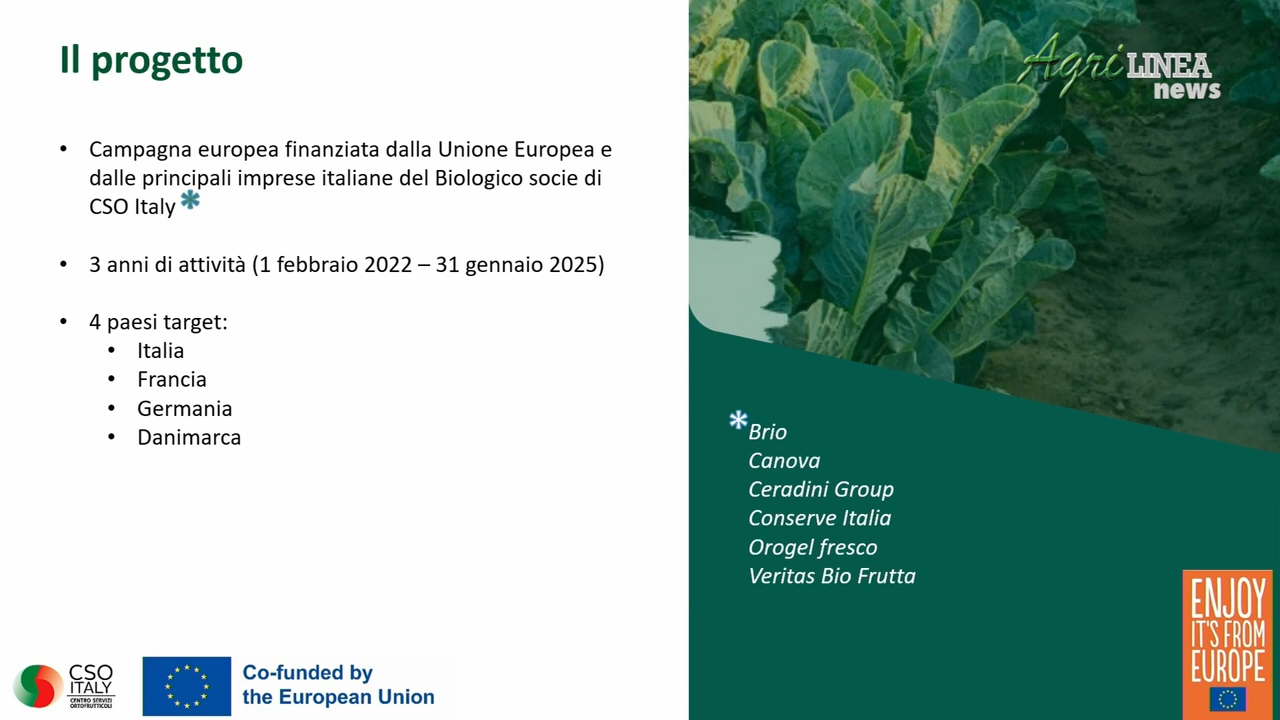 Il progetto
• Campagna europea finanziata dalla Unione Europea e
dalle principali imprese italiane del Biologico socie di
CSO Italy *
• 3 anni di attività (1 febbraio 2022 – 31 gennaio 2025)
• 4 paesi target:
• Italia
• Francia
• Germania
• Danimarca
AgriLINEA
news
* Brio
Canova
Ceradini Group
Conserve Italia
Orogel fresco
Veritas Bio Frutta
CSO
ITALY
CENTRO SERVIZI
ORTOFRUTTICOLI
Co-funded by
the European Union
ENJOY
IT'S FROM
EUROPE